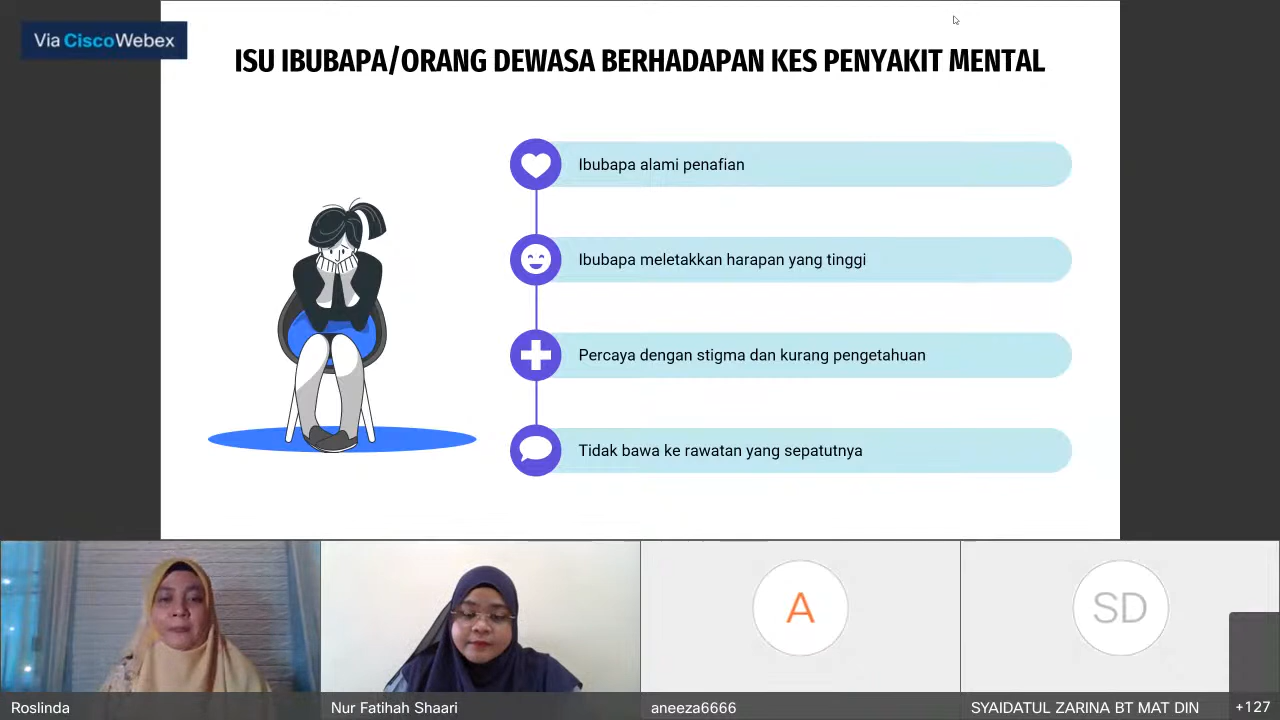 Via Cisco Webex
ISU IBUBAPA/ORANG DEWASA BERHADAPAN KES PENYAKIT MENTAL
Ibubapa alami penafian
Ibubapa meletakkan harapan yang tinggi
Percaya dengan stigma dan kurang pengetahuan
Tidak bawa ke rawatan yang sepatutnya
A
SD
Roslinda
Nur Fatihah Shaari
aneeza6666
SYAIDATUL ZARINA BT MAT DIN
+127